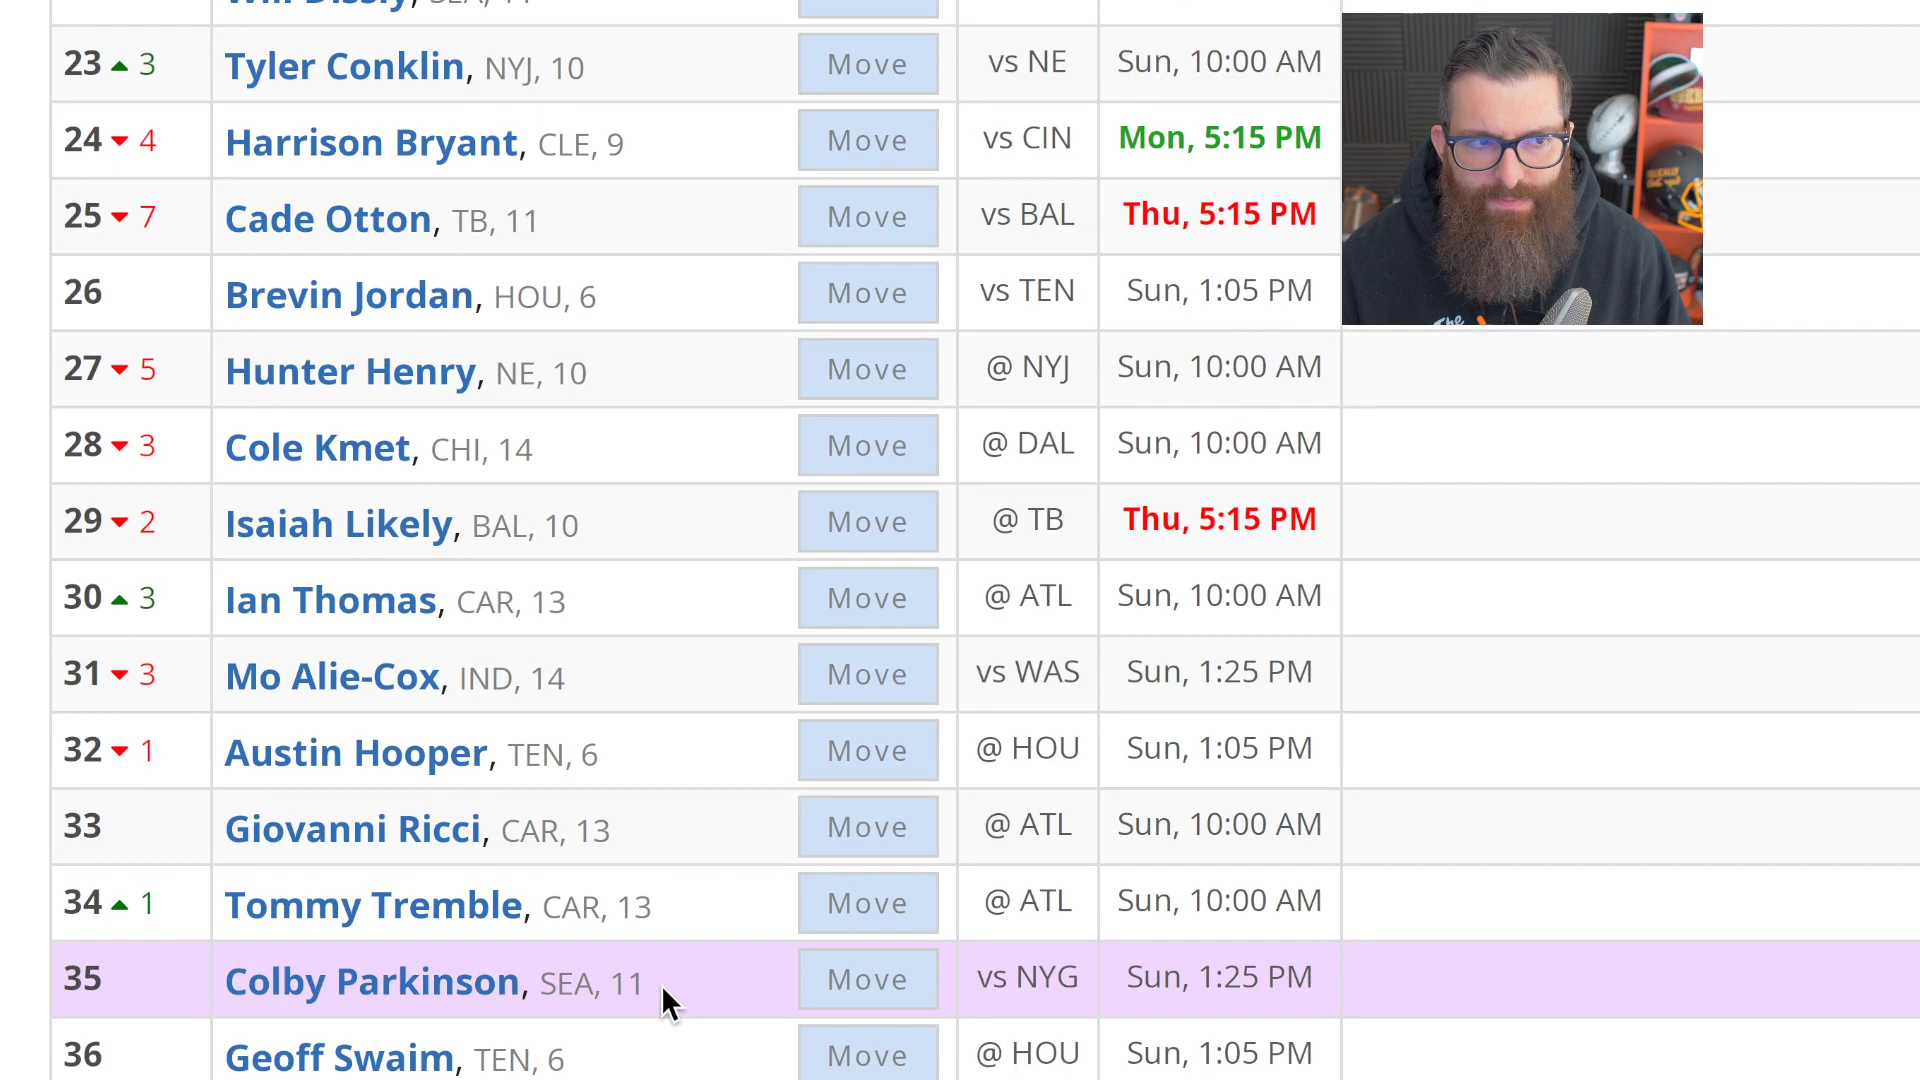 23 ▲ 3 Tyler Conklin, NYJ, 10 Move vs NE Sun, 10:00 AM
24 ▼ 4 Harrison Bryant, CLE, 9 Move vs CIN Mon, 5:15 PM
25 ▼ 7 Cade Otton, TB, 11 Move vs BAL Thu, 5:15 PM
26 Brevin Jordan, HOU, 6 Move vs TEN Sun, 1:05 PM
The
27 ▼ 5 Hunter Henry, NE, 10 Move @ NYJ Sun, 10:00 AM
28 ▼ 3 Cole Kmet, CHI, 14 Move @ DAL Sun, 10:00 AM
29 ▼ 2 Isaiah Likely, BAL, 10 Move @ TB Thu, 5:15 PM
30 ▲ 3 Ian Thomas, CAR, 13 Move @ ATL Sun, 10:00 AM
31 ▼ 3 Mo Alie-Cox, IND, 14 Move vs WAS Sun, 1:25 PM
32 ▼ 1 Austin Hooper, TEN, 6 Move @ HOU Sun, 1:05 PM
33 Giovanni Ricci, CAR, 13 Move @ ATL Sun, 10:00 AM
34 ▲ 1 Tommy Tremble, CAR, 13 Move @ ATL Sun, 10:00 AM
35 Colby Parkinson, SEA, 11 Move vs NYG Sun, 1:25 PM
36 Geoff Swaim, TEN, 6 Move @ HOU Sun, 1:05 PM